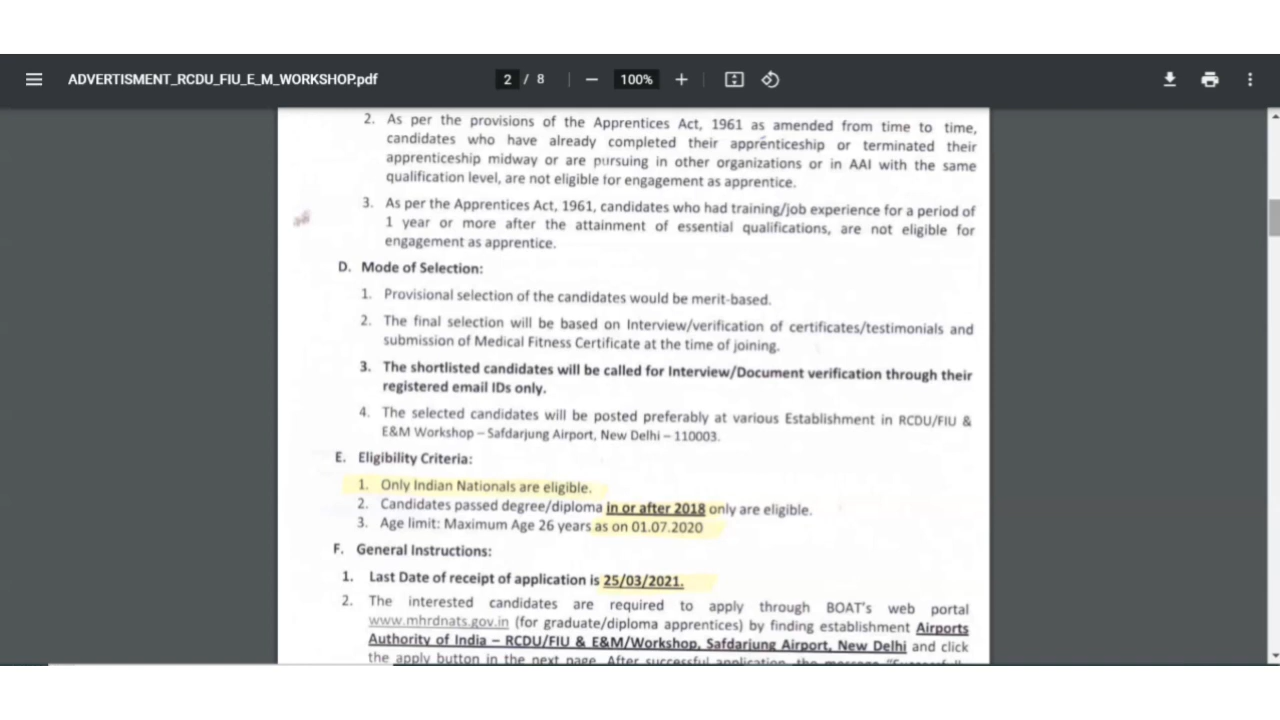 ADVERTISMENT_RCDU_FIU_E_M_WORKSHOP.pdf
2 / 8
100%
2. As per the provisions of the Apprentices Act, 1961 as amended from time to time,
candidates who have already completed their apprenticeship or terminated their
apprenticeship midway or are pursuing in other organizations or in AAI with the same
qualification level, are not eligible for engagement as apprentice.
3. As per the Apprentices Act, 1961, candidates who had training/job experience for a period of
1 year or more after the attainment of essential qualifications, are not eligible for
engagement as apprentice.
D. Mode of Selection:
1. Provisional selection of the candidates would be merit-based.
2. The final selection will be based on Interview/verification of certificates/testimonials and
submission of Medical Fitness Certificate at the time of joining.
3. The shortlisted candidates will be called for Interview/Document verification through their
registered email IDs only.
4. The selected candidates will be posted preferably at various Establishment in RCDU/FIU &
E&M Workshop – Safdarjung Airport, New Delhi – 110003.
E. Eligibility Criteria:
1. Only Indian Nationals are eligible.
2. Candidates passed degree/diploma in or after 2018 only are eligible.
3. Age limit: Maximum Age 26 years as on 01.07.2020
F. General Instructions:
1. Last Date of receipt of application is 25/03/2021.
2. The interested candidates are required to apply through BOAT's web portal
www.mhrdnats.gov.in (for graduate/diploma apprentices) by finding establishment Airports
Authority of India – RCDU/FIU & E&M/Workshop, Safdarjung Airport, New Delhi and click
the apply button in the next page. After successful application, the message